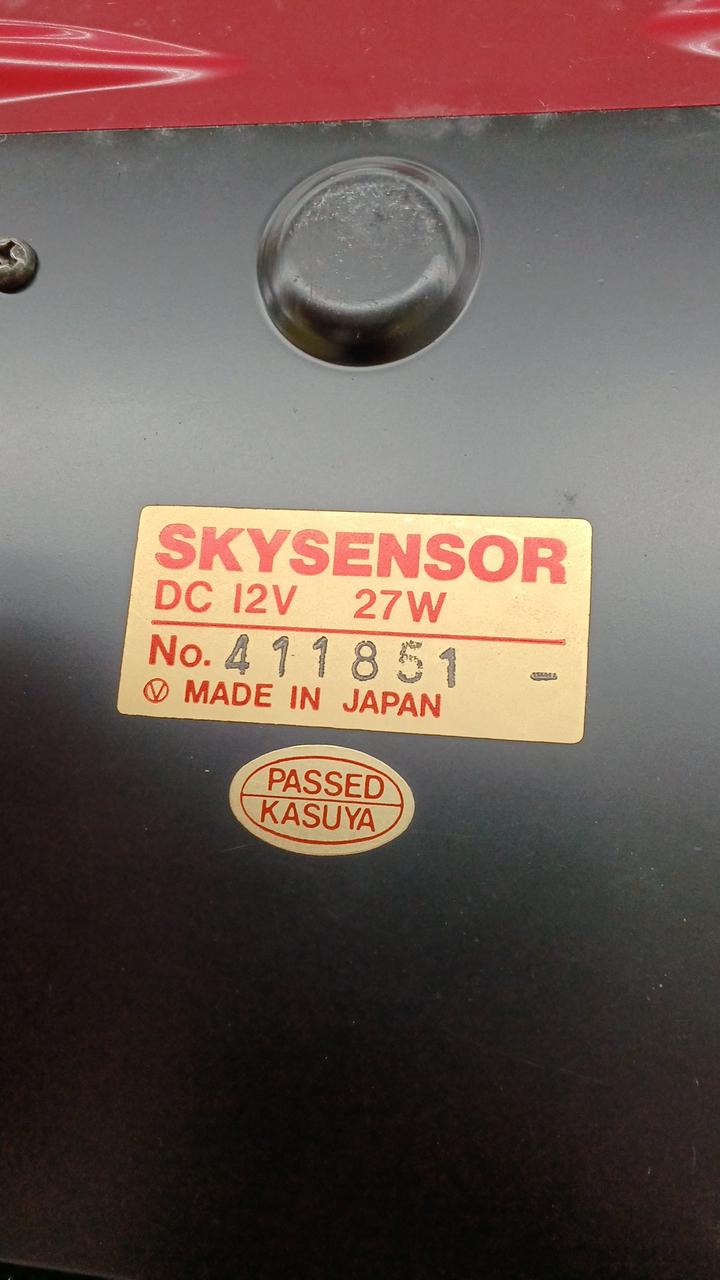 SKYSENSOR
DC 12V 27W
No. 411851 -
Ⓥ MADE IN JAPAN
PASSED
KASUYA